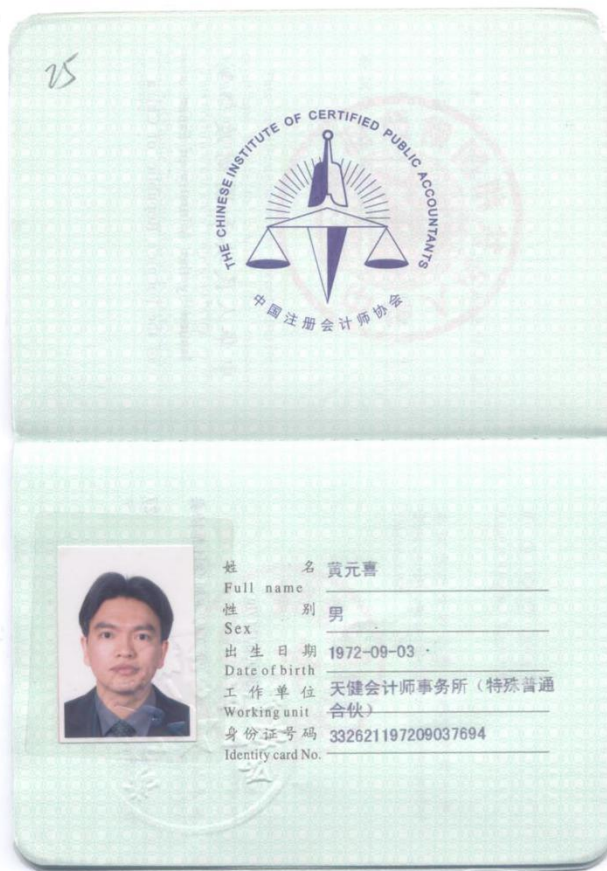 25
THE CHINESE INSTITUTE OF CERTIFIED PUBLIC ACCOUNTANTS
中国注册会计师协会
姓 名 黄元喜
Full name
性 别 男
Sex
出生日期 1972-09-03
Date of birth
工作单位 天健会计师事务所（特殊普通
Working unit 合伙）
身份证号码 332621197209037694
Identity card No.